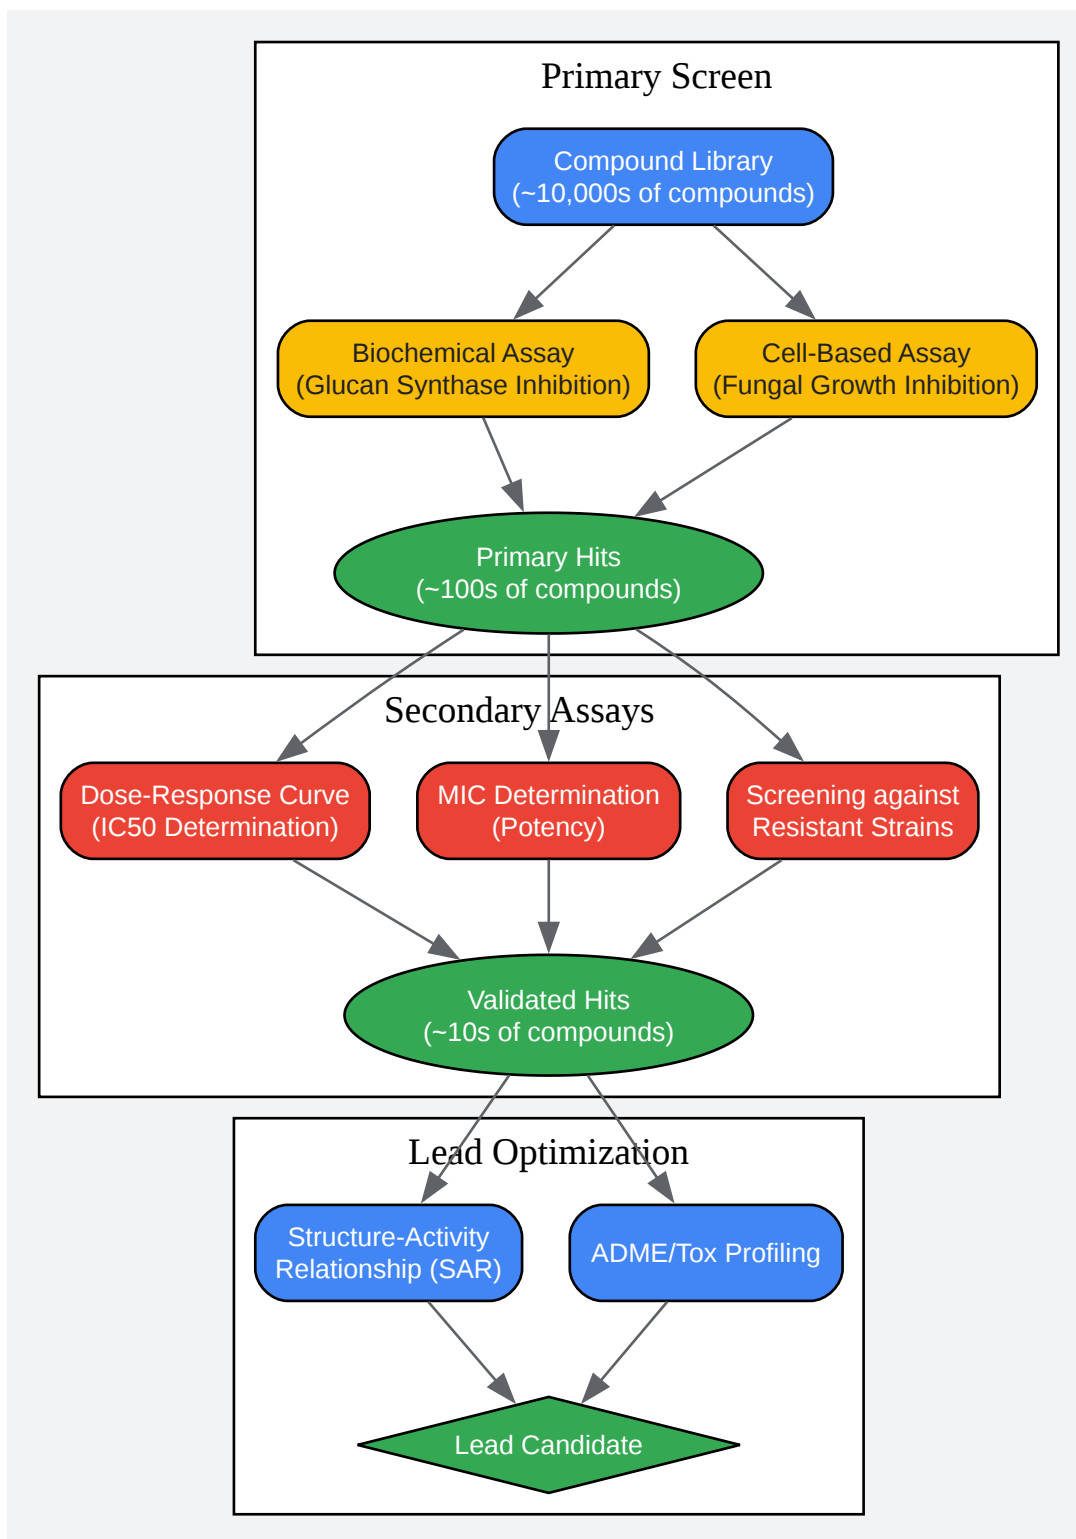 Primary Screen
Compound Library
(~10,000s of compounds)
Biochemical Assay
(Glucan Synthase Inhibition)
Cell-Based Assay
(Fungal Growth Inhibition)
Primary Hits
(~100s of compounds)
Secondary Assays
Dose-Response Curve
(IC50 Determination)
MIC Determination
(Potency)
Screening against
Resistant Strains
Validated Hits
(~10s of compounds)
Lead Optimization
Structure-Activity
Relationship (SAR)
ADME/Tox Profiling
Lead Candidate